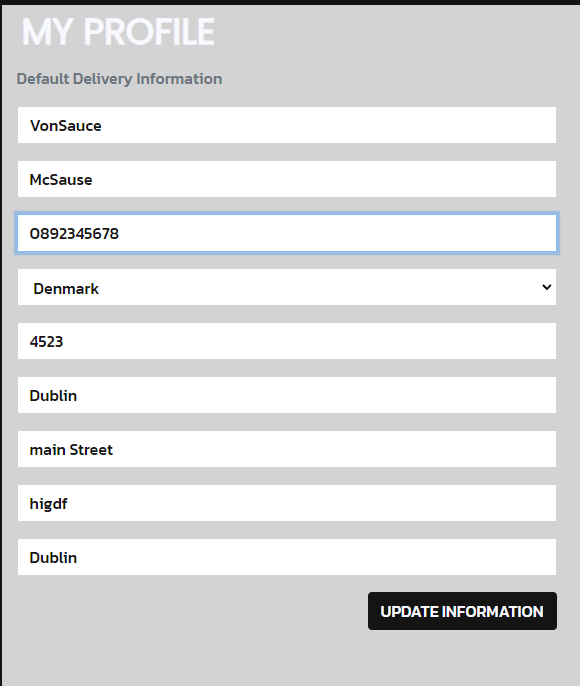 MY PROFILE
Default Delivery Information
VonSauce
McSause
0892345678
Denmark
4523
Dublin
main Street
higdf
Dublin
UPDATE INFORMATION